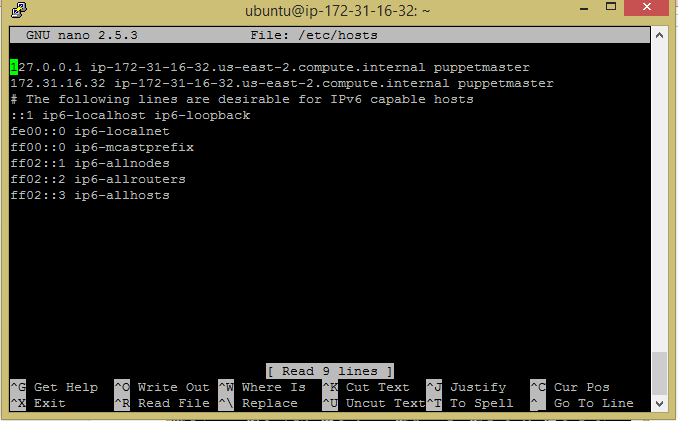 ubuntu@ip-172-31-16-32: ~
GNU nano 2.5.3 File: /etc/hosts
127.0.0.1 ip-172-31-16-32.us-east-2.compute.internal puppetmaster
172.31.16.32 ip-172-31-16-32.us-east-2.compute.internal puppetmaster
# The following lines are desirable for IPv6 capable hosts
::1 ip6-localhost ip6-loopback
fe00::0 ip6-localnet
ff00::0 ip6-mcastprefix
ff02::1 ip6-allnodes
ff02::2 ip6-allrouters
ff02::3 ip6-allhosts
[ Read 9 lines ]
^G Get Help ^O Write Out ^W Where Is ^K Cut Text ^J Justify ^C Cur Pos
^X Exit ^R Read File ^\ Replace ^U Uncut Text ^T To Spell ^_ Go To Line